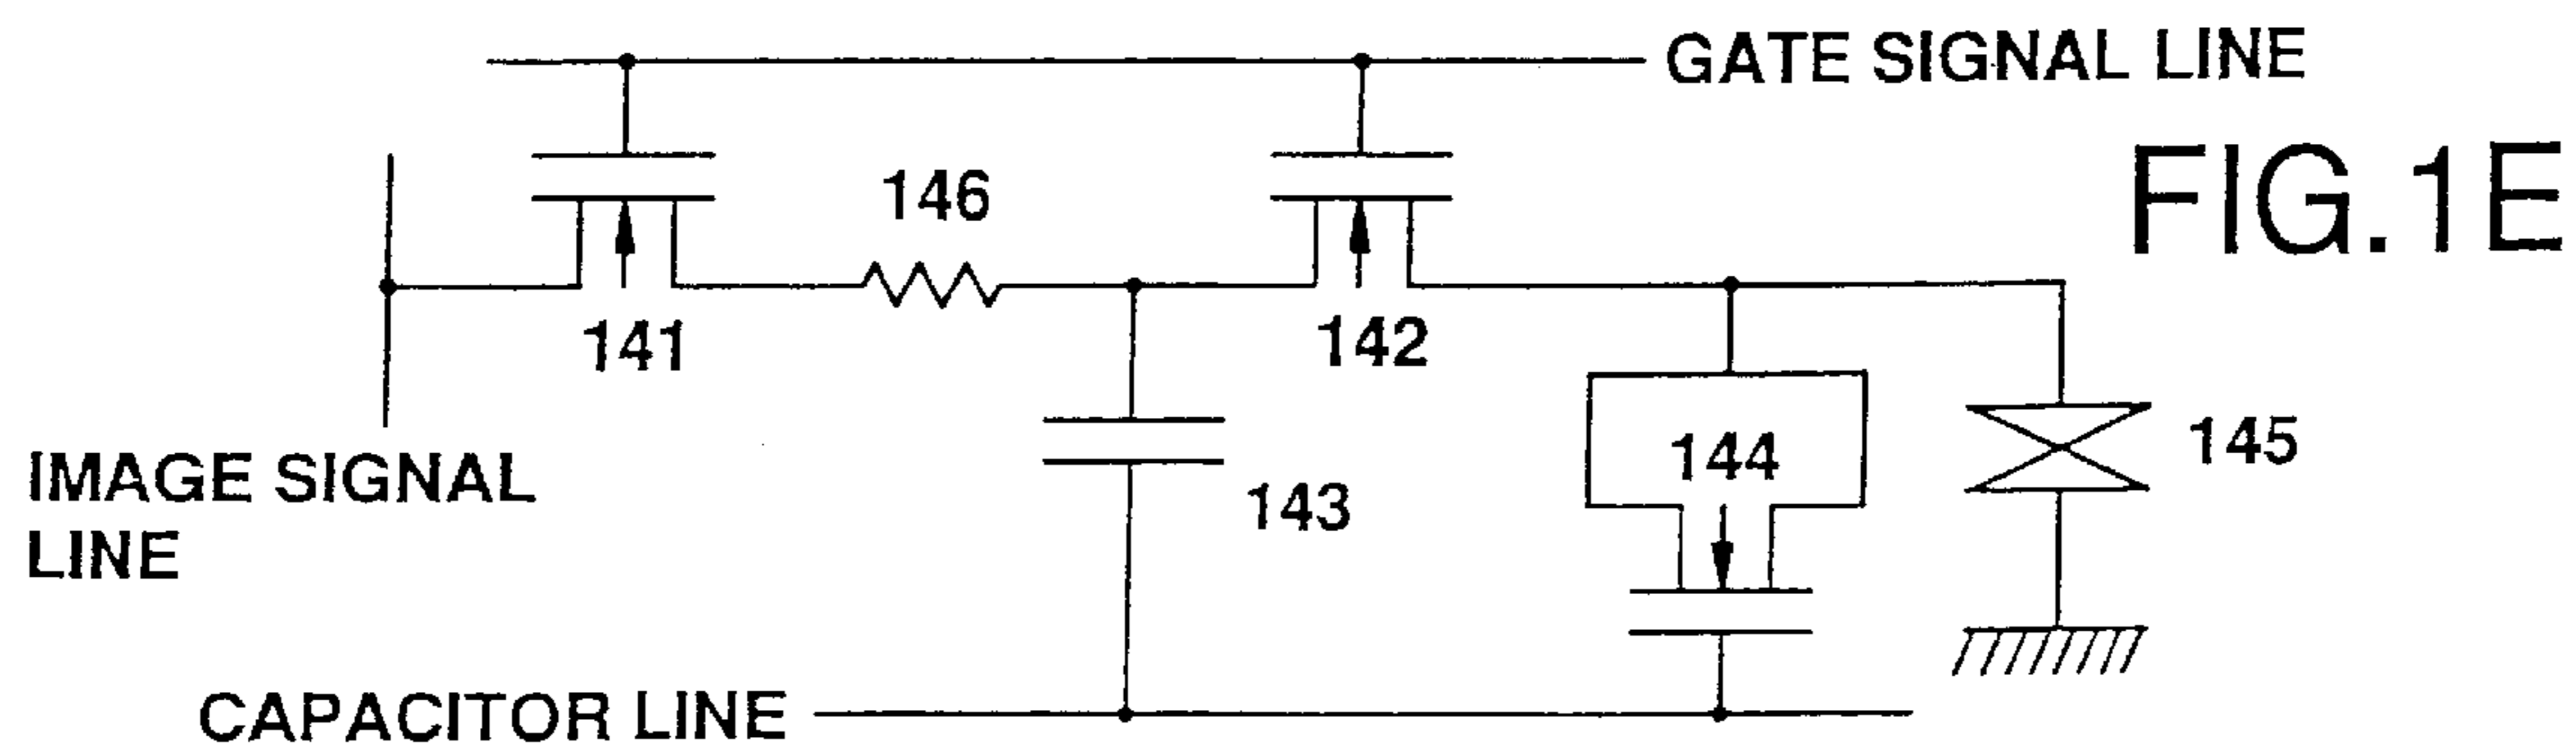 GATE SIGNAL LINE
FIG.1E
146
141
142
IMAGE SIGNAL
LINE
143
144
145
CAPACITOR LINE